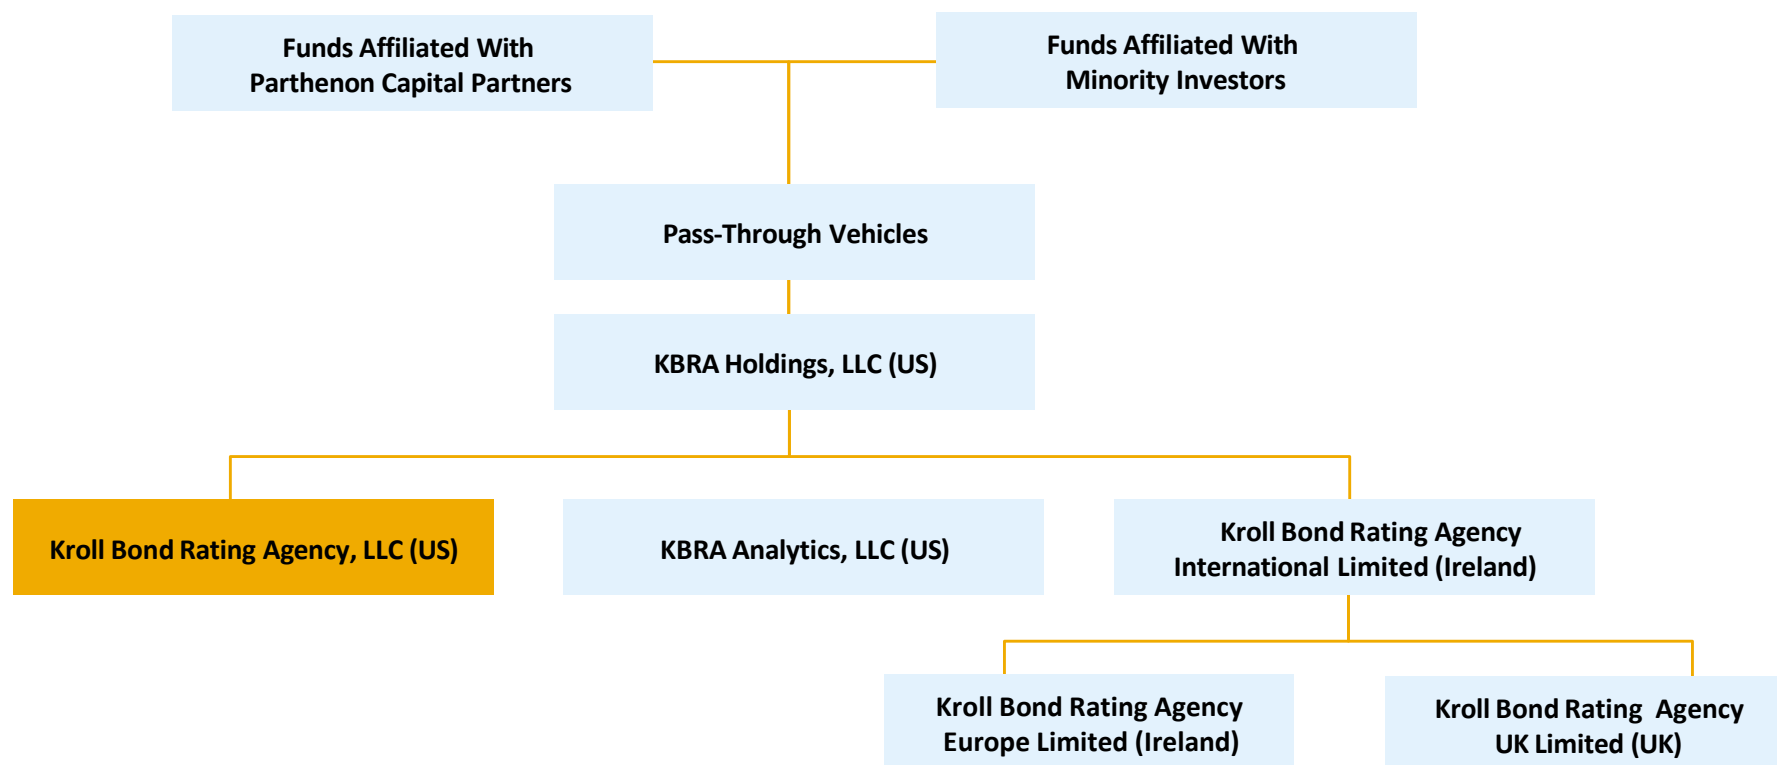 Funds Affiliated With
Parthenon Capital Partners
Funds Affiliated With
Minority Investors
Pass-Through Vehicles
KBRA Holdings, LLC (US)
Kroll Bond Rating Agency, LLC (US)
KBRA Analytics, LLC (US)
Kroll Bond Rating Agency
International Limited (Ireland)
Kroll Bond Rating Agency
Europe Limited (Ireland)
Kroll Bond Rating Agency
UK Limited (UK)